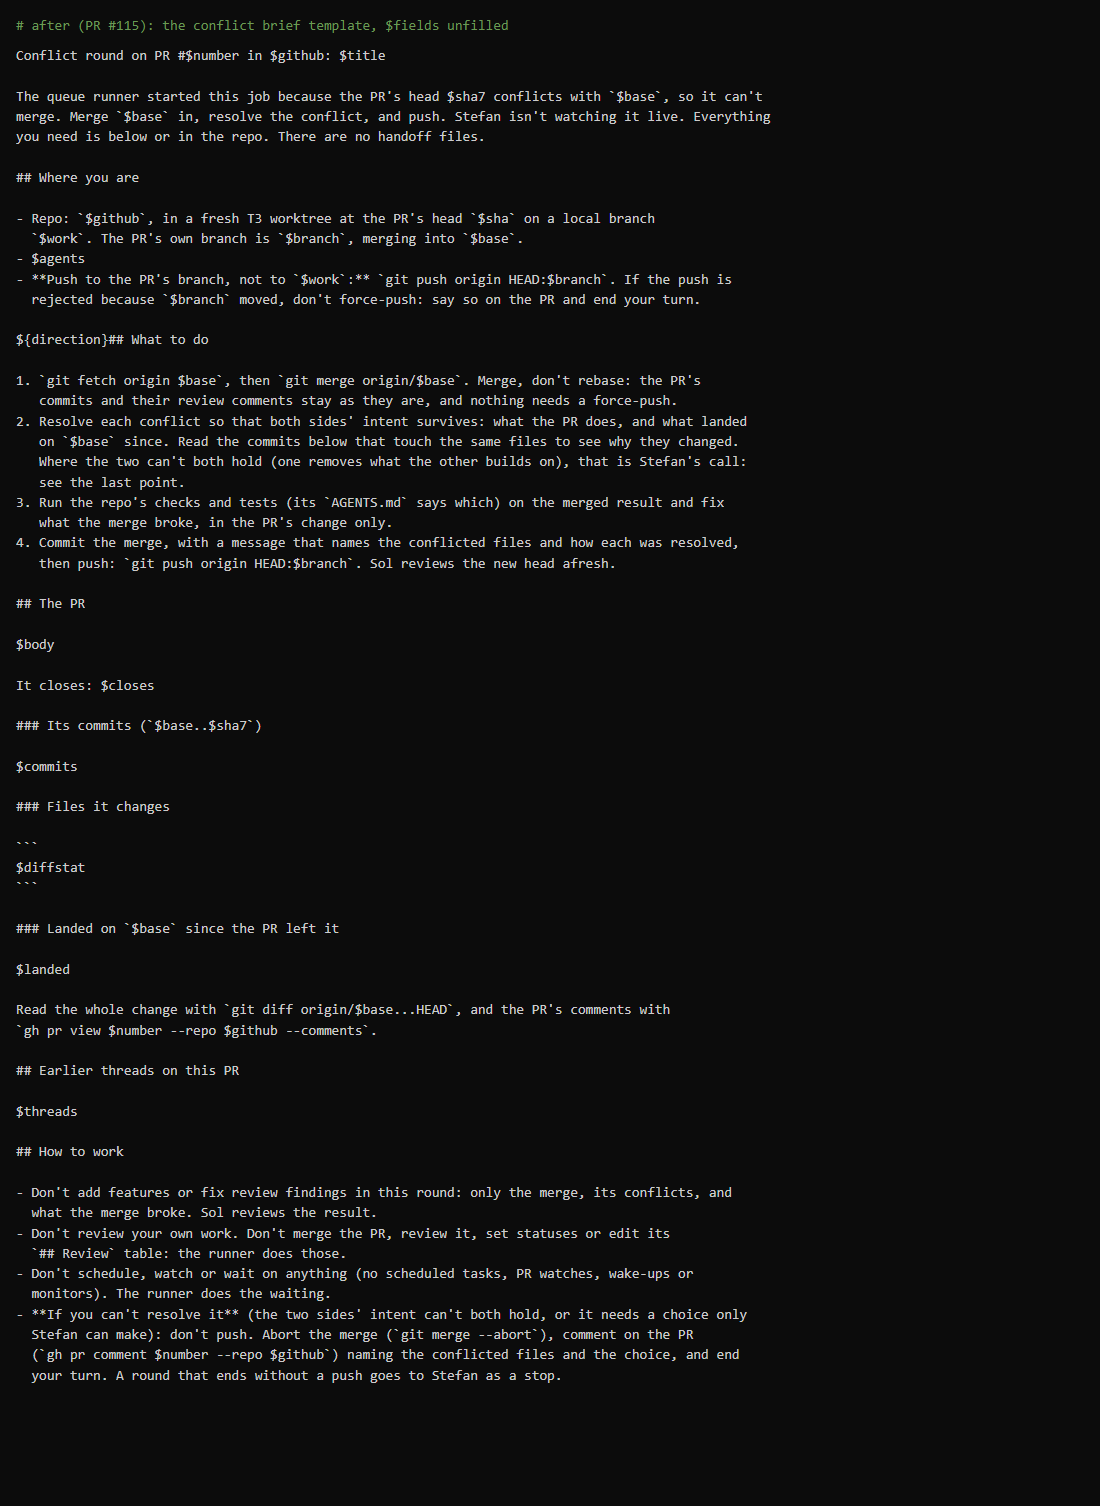 # after (PR #115): the conflict brief template, $fields unfilled
Conflict round on PR #$number in $github: $title
The queue runner started this job because the PR's head $sha7 conflicts with `$base`, so it can't
merge. Merge `$base` in, resolve the conflict, and push. Stefan isn't watching it live. Everything
you need is below or in the repo. There are no handoff files.
## Where you are
- Repo: `$github`, in a fresh T3 worktree at the PR's head `$sha` on a local branch
  `$work`. The PR's own branch is `$branch`, merging into `$base`.
- $agents
- **Push to the PR's branch, not to `$work`:** `git push origin HEAD:$branch`. If the push is
  rejected because `$branch` moved, don't force-push: say so on the PR and end your turn.
${direction}## What to do
1. `git fetch origin $base`, then `git merge origin/$base`. Merge, don't rebase: the PR's
   commits and their review comments stay as they are, and nothing needs a force-push.
2. Resolve each conflict so that both sides' intent survives: what the PR does, and what landed
   on `$base` since. Read the commits below that touch the same files to see why they changed.
   Where the two can't both hold (one removes what the other builds on), that is Stefan's call:
   see the last point.
3. Run the repo's checks and tests (its `AGENTS.md` says which) on the merged result and fix
   what the merge broke, in the PR's change only.
4. Commit the merge, with a message that names the conflicted files and how each was resolved,
   then push: `git push origin HEAD:$branch`. Sol reviews the new head afresh.
## The PR
$body
It closes: $closes
### Its commits (`$base..$sha7`)
$commits
### Files it changes
```
$diffstat
```
### Landed on `$base` since the PR left it
$landed
Read the whole change with `git diff origin/$base...HEAD`, and the PR's comments with
`gh pr view $number --repo $github --comments`.
## Earlier threads on this PR
$threads
## How to work
- Don't add features or fix review findings in this round: only the merge, its conflicts, and
  what the merge broke. Sol reviews the result.
- Don't review your own work. Don't merge the PR, review it, set statuses or edit its
  `## Review` table: the runner does those.
- Don't schedule, watch or wait on anything (no scheduled tasks, PR watches, wake-ups or
  monitors). The runner does the waiting.
- **If you can't resolve it** (the two sides' intent can't both hold, or it needs a choice only
  Stefan can make): don't push. Abort the merge (`git merge --abort`), comment on the PR
  (`gh pr comment $number --repo $github`) naming the conflicted files and the choice, and end
  your turn. A round that ends without a push goes to Stefan as a stop.